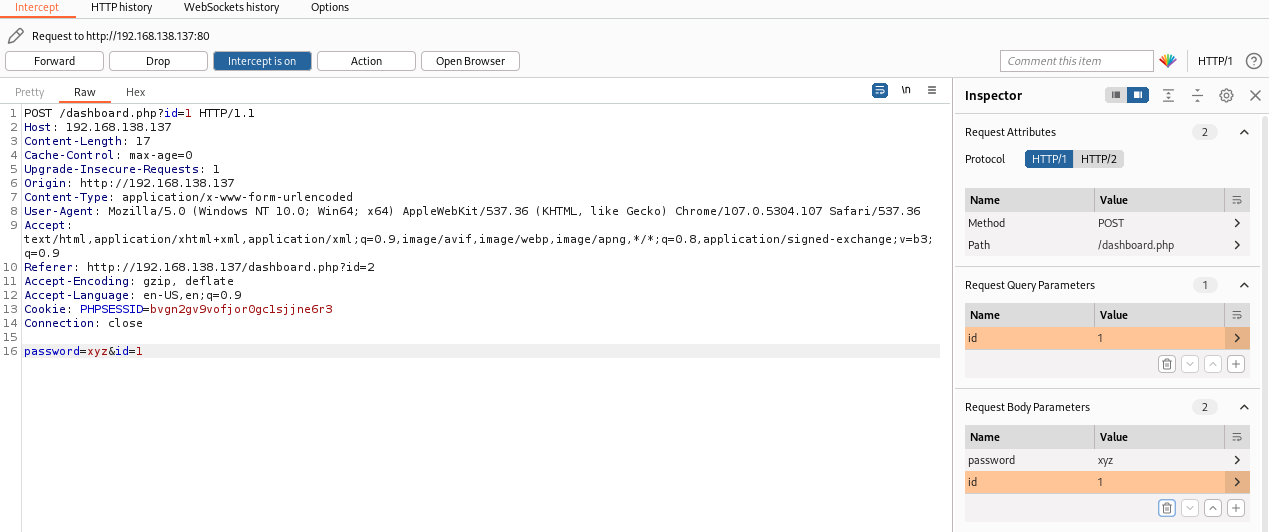 Intercept HTTP history WebSockets history Options
Request to http://192.168.138.137:80
Forward Drop Intercept is on Action Open Browser Comment this item HTTP/1 ?
Pretty Raw Hex \n
1 POST /dashboard.php?id=1 HTTP/1.1
2 Host: 192.168.138.137
3 Content-Length: 17
4 Cache-Control: max-age=0
5 Upgrade-Insecure-Requests: 1
6 Origin: http://192.168.138.137
7 Content-Type: application/x-www-form-urlencoded
8 User-Agent: Mozilla/5.0 (Windows NT 10.0; Win64; x64) AppleWebKit/537.36 (KHTML, like Gecko) Chrome/107.0.5304.107 Safari/537.36
9 Accept:
text/html,application/xhtml+xml,application/xml;q=0.9,image/avif,image/webp,image/apng,*/*;q=0.8,application/signed-exchange;v=b3;
q=0.9
10 Referer: http://192.168.138.137/dashboard.php?id=2
11 Accept-Encoding: gzip, deflate
12 Accept-Language: en-US,en;q=0.9
13 Cookie: PHPSESSID=bvgn2gv9vofjor0gc1sjjne6r3
14 Connection: close
15
16 password=xyz&id=1
Inspector
Request Attributes 2
Protocol HTTP/1 HTTP/2
Name Value
Method POST
Path /dashboard.php
Request Query Parameters 1
Name Value
id 1
Request Body Parameters 2
Name Value
password xyz
id 1